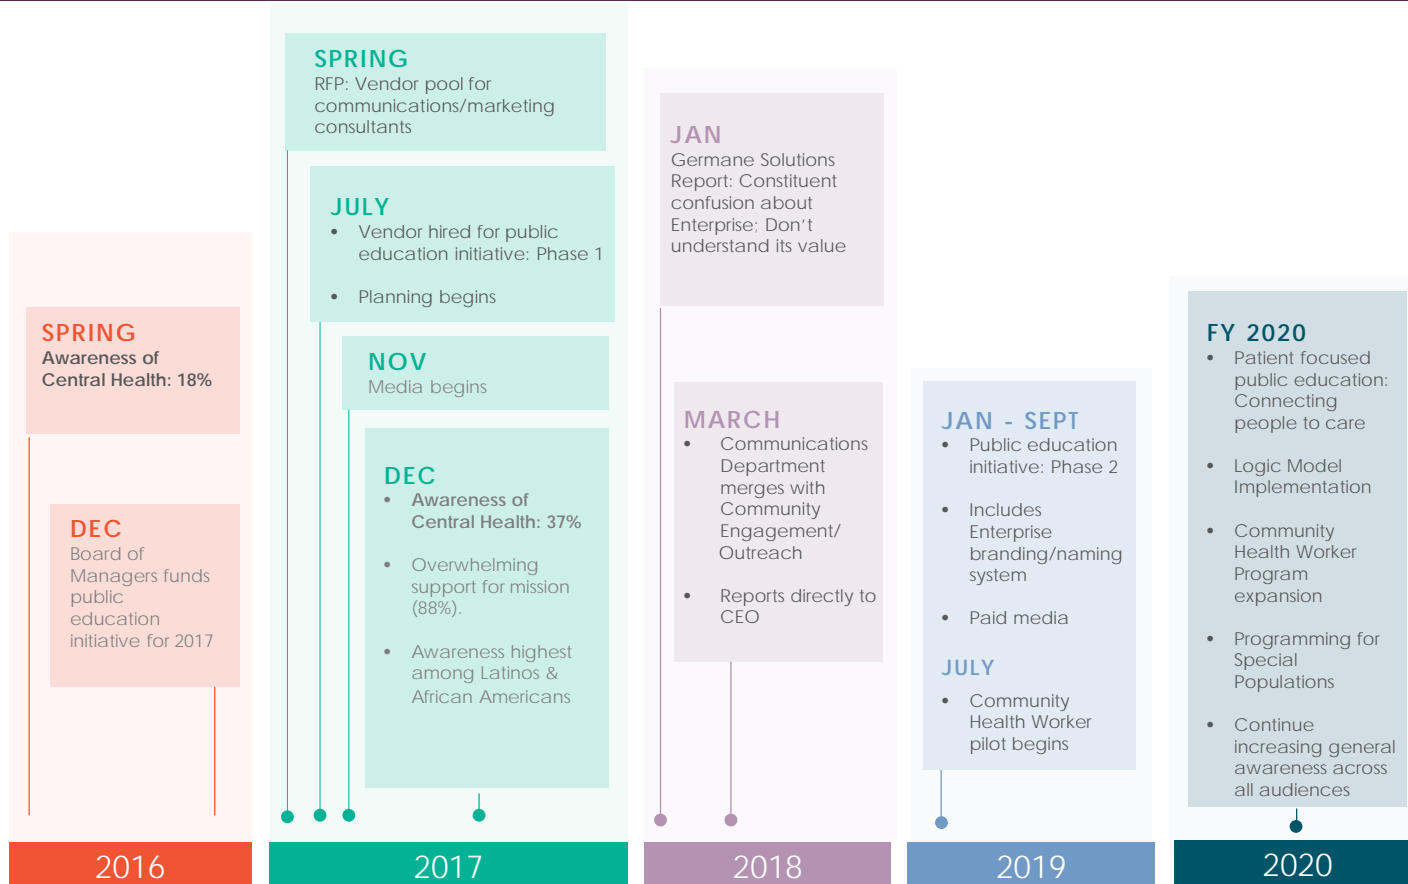 SPRING
Awareness of
Central Health: 18%
DEC
Board of
Managers funds
public
education
initiative for 2017
2016
SPRING
RFP: Vendor pool for
communications/marketing
consultants
JULY
• Vendor hired for public
education initiative: Phase 1
• Planning begins
NOV
Media begins
DEC
• Awareness of
Central Health: 37%
• Overwhelming
support for mission
(88%).
• Awareness highest
among Latinos &
African Americans
2017
JAN
Germane Solutions
Report: Constituent
confusion about
Enterprise; Don't
understand its value
MARCH
• Communications
Department
merges with
Community
Engagement/
Outreach
• Reports directly to
CEO
2018
JAN - SEPT
• Public education
initiative: Phase 2
• Includes
Enterprise
branding/naming
system
• Paid media
JULY
• Community
Health Worker
pilot begins
2019
FY 2020
• Patient focused
public education:
Connecting
people to care
• Logic Model
Implementation
• Community
Health Worker
Program
expansion
• Programming for
Special
Populations
• Continue
increasing general
awareness across
all audiences
2020